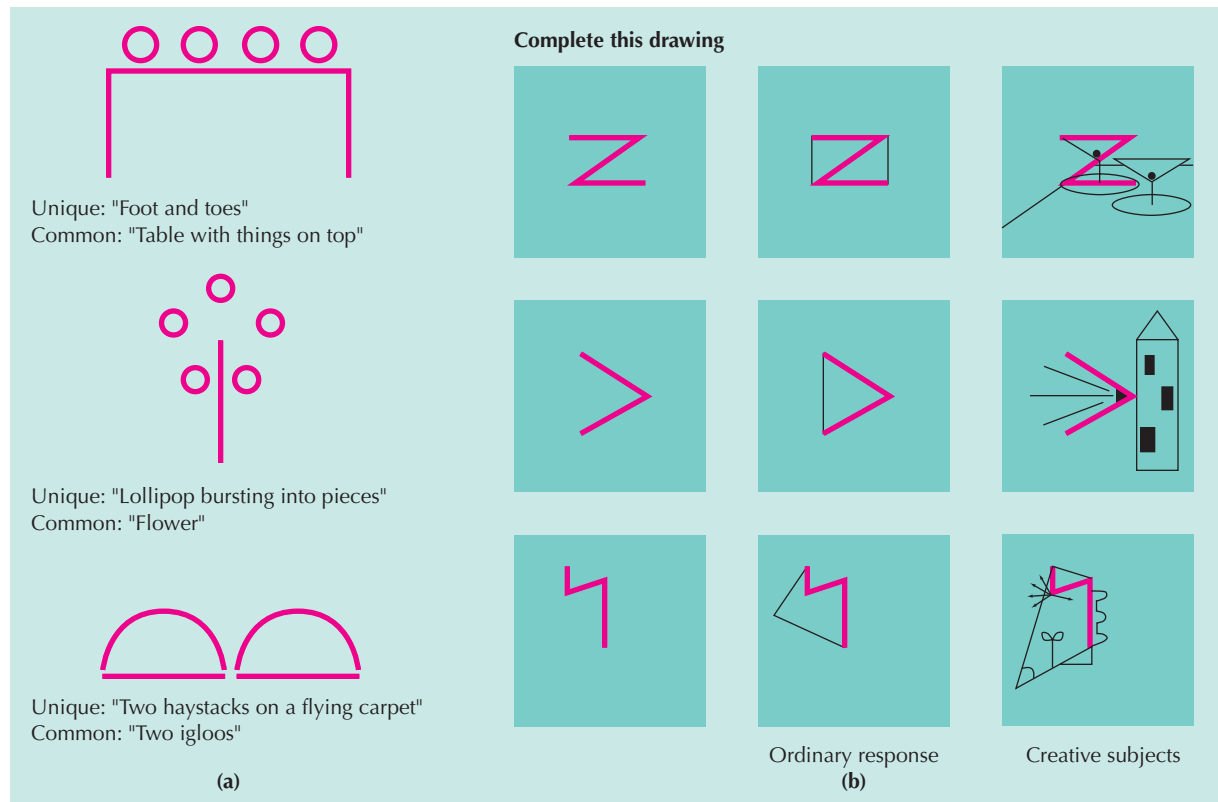 Unique: "Foot and toes"
Common: "Table with things on top"
Unique: "Lollipop bursting into pieces"
Common: "Flower"
Unique: "Two haystacks on a flying carpet"
Common: "Two igloos"
(a)
Complete this drawing
Ordinary response
Creative subjects
(b)